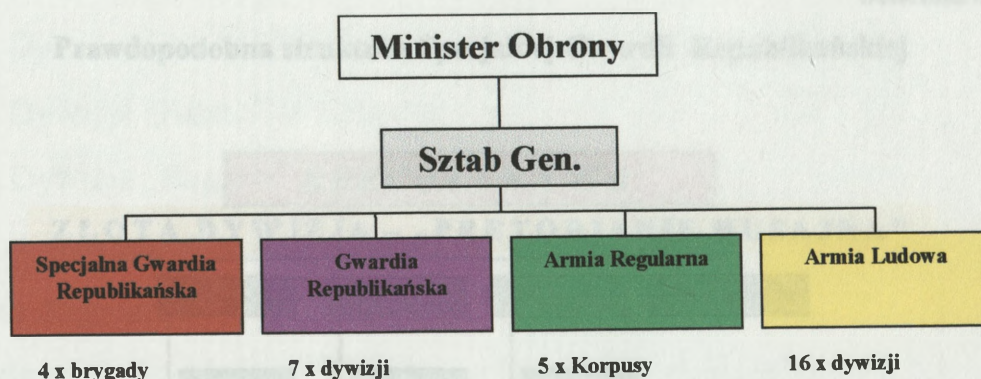 Minister Obrony
Sztab Gen.
Specjalna Gwardia
Republikańska
Gwardia
Republikańska
Armia Regularna
Armia Ludowa
4 x brygady
7 x dywizji
5 x Korpusy
16 x dywizji